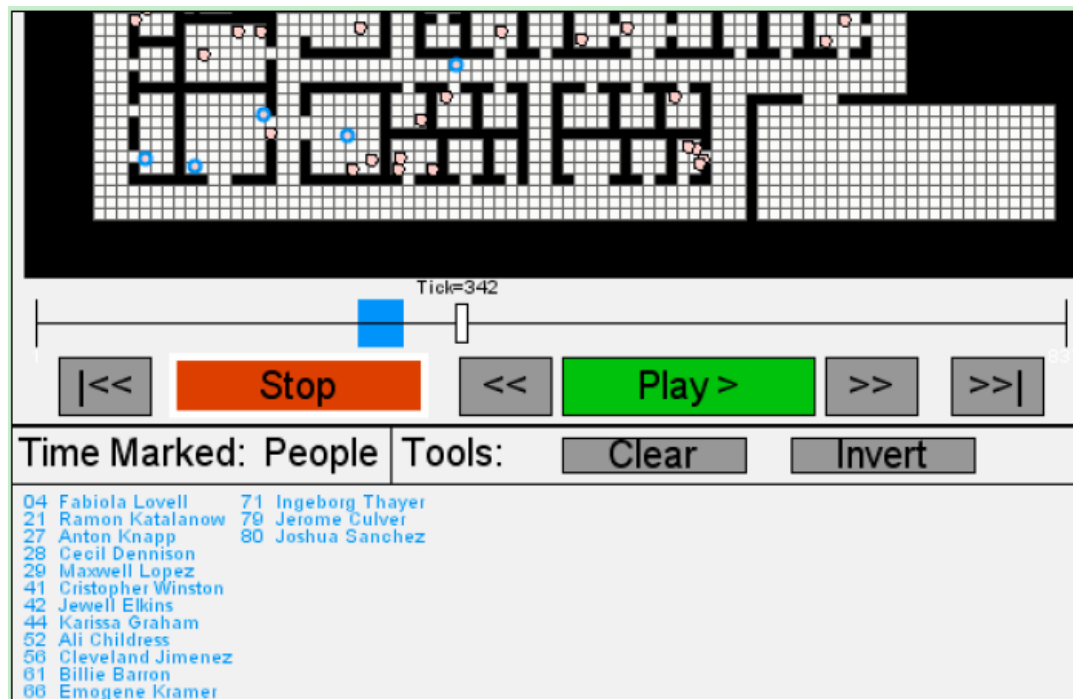 Tick=342
|<< Stop << Play > >> >>|
Time Marked: People Tools: Clear Invert
04 Fabiola Lovell 71 Ingeborg Thayer
21 Ramon Katalanow 79 Jerome Culver
27 Anton Knapp 80 Joshua Sanchez
28 Cecil Dennison
29 Maxwell Lopez
41 Cristopher Winston
42 Jewell Elkins
44 Karissa Graham
52 Ali Childress
56 Cleveland Jimenez
61 Billie Barron
66 Emogene Kramer